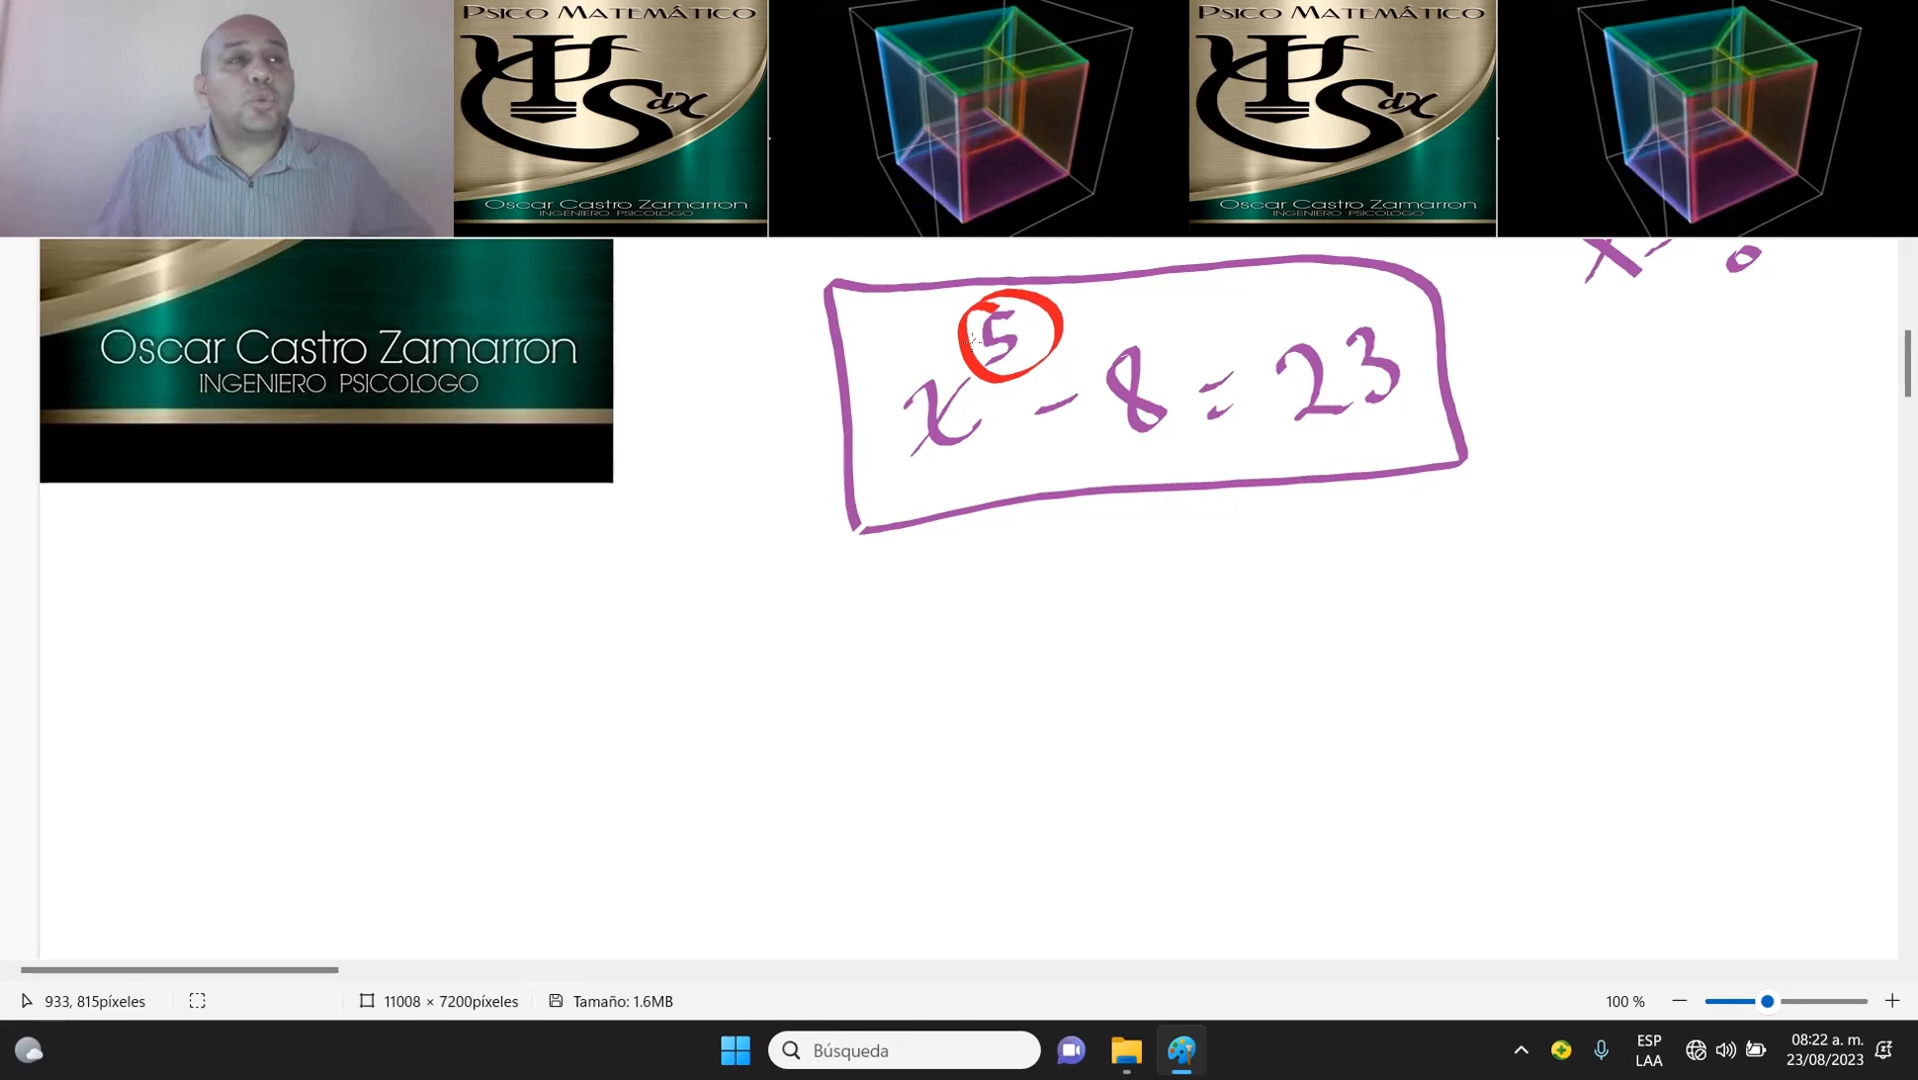 PSICO MATEMÁTICO
dx
Oscar Castro Zamarron
INGENIERO PSICOLOGO
PSICO MATEMÁTICO
dx
Oscar Castro Zamarron
INGENIERO PSICOLOGO
Oscar Castro Zamarron
INGENIERO PSICOLOGO
x⁵ - 8 = 23
933, 815píxeles
11008 × 7200píxeles
Tamaño: 1.6MB
100 %
Búsqueda
ESP
LAA
08:22 a. m.
23/08/2023